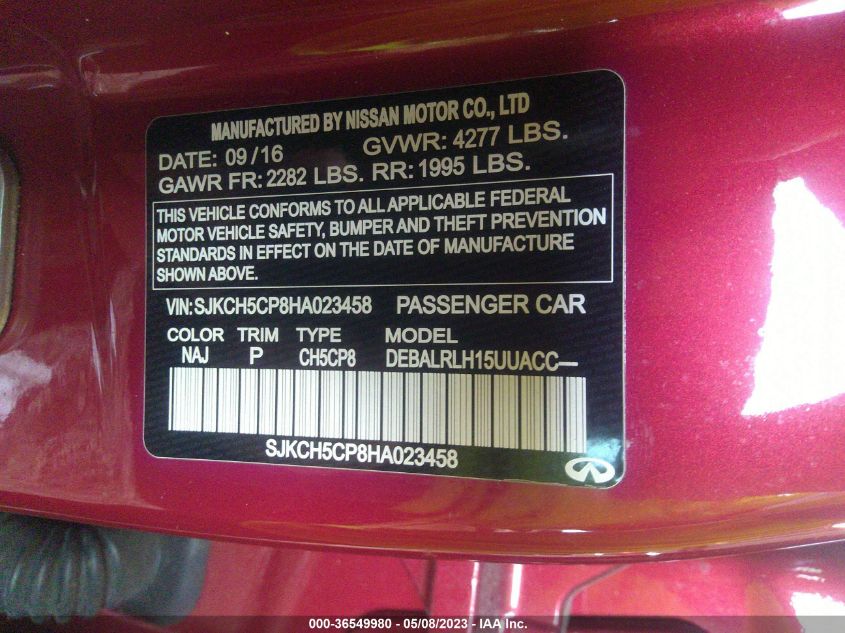 MANUFACTURED BY NISSAN MOTOR CO., LTD
DATE: 09/16 GVWR: 4277 LBS.
GAWR FR: 2282 LBS. RR: 1995 LBS.
THIS VEHICLE CONFORMS TO ALL APPLICABLE FEDERAL
MOTOR VEHICLE SAFETY, BUMPER AND THEFT PREVENTION
STANDARDS IN EFFECT ON THE DATE OF MANUFACTURE
SHOWN ABOVE.
VIN: SJKCH5CP8HA023458 PASSENGER CAR
COLOR TRIM TYPE MODEL
NAJ P CH5CP8 DEBALRLH15UUACC—
SJKCH5CP8HA023458
000-36549980 - 05/08/2023 - IAA Inc.